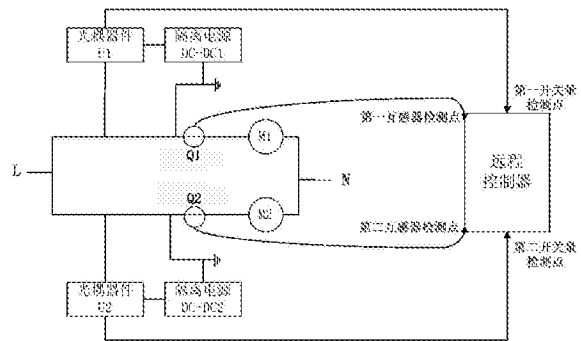 光耦器件
U1
隔离电源
DC-DC1
第一开关量
检测点
第一互感器检测点
Q1
M1
远程
控制器
L
N
Q2
M2
第二互感器检测点
第二开关量
检测点
光耦器件
U2
隔离电源
DC-DC2